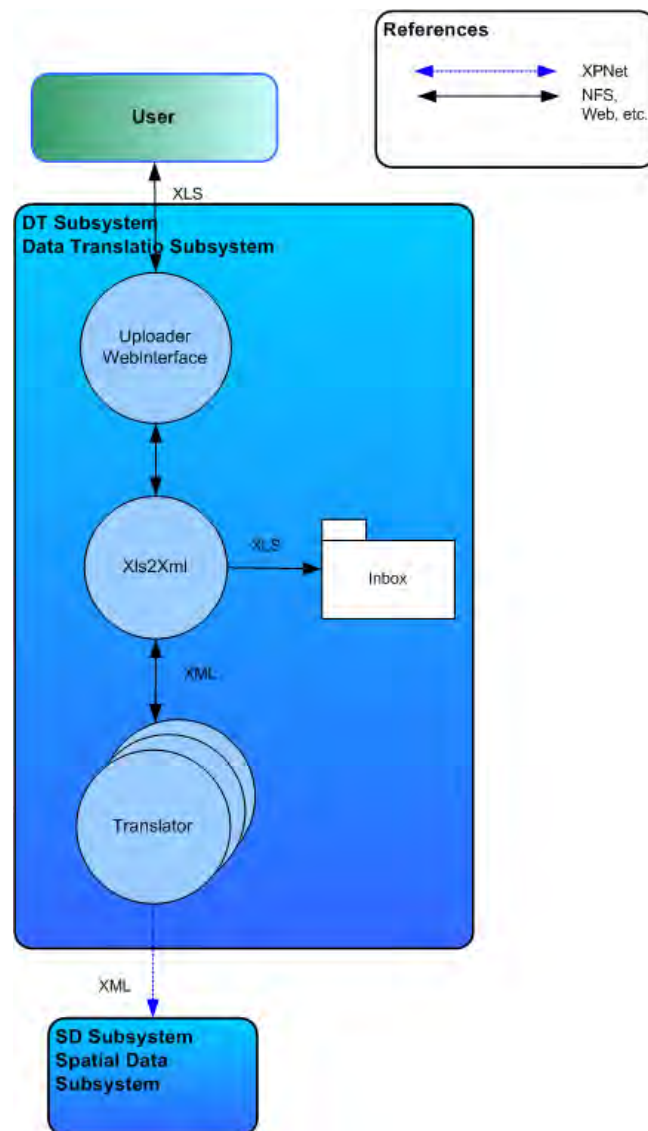 References
XPNet
NFS,
Web, etc.
User
XLS
DT Subsystem
Data Translatio Subsystem
Uploader
WebInterface
Xls2Xml
XLS
Inbox
XML
Translator
XML
SD Subsystem
Spatial Data
Subsystem